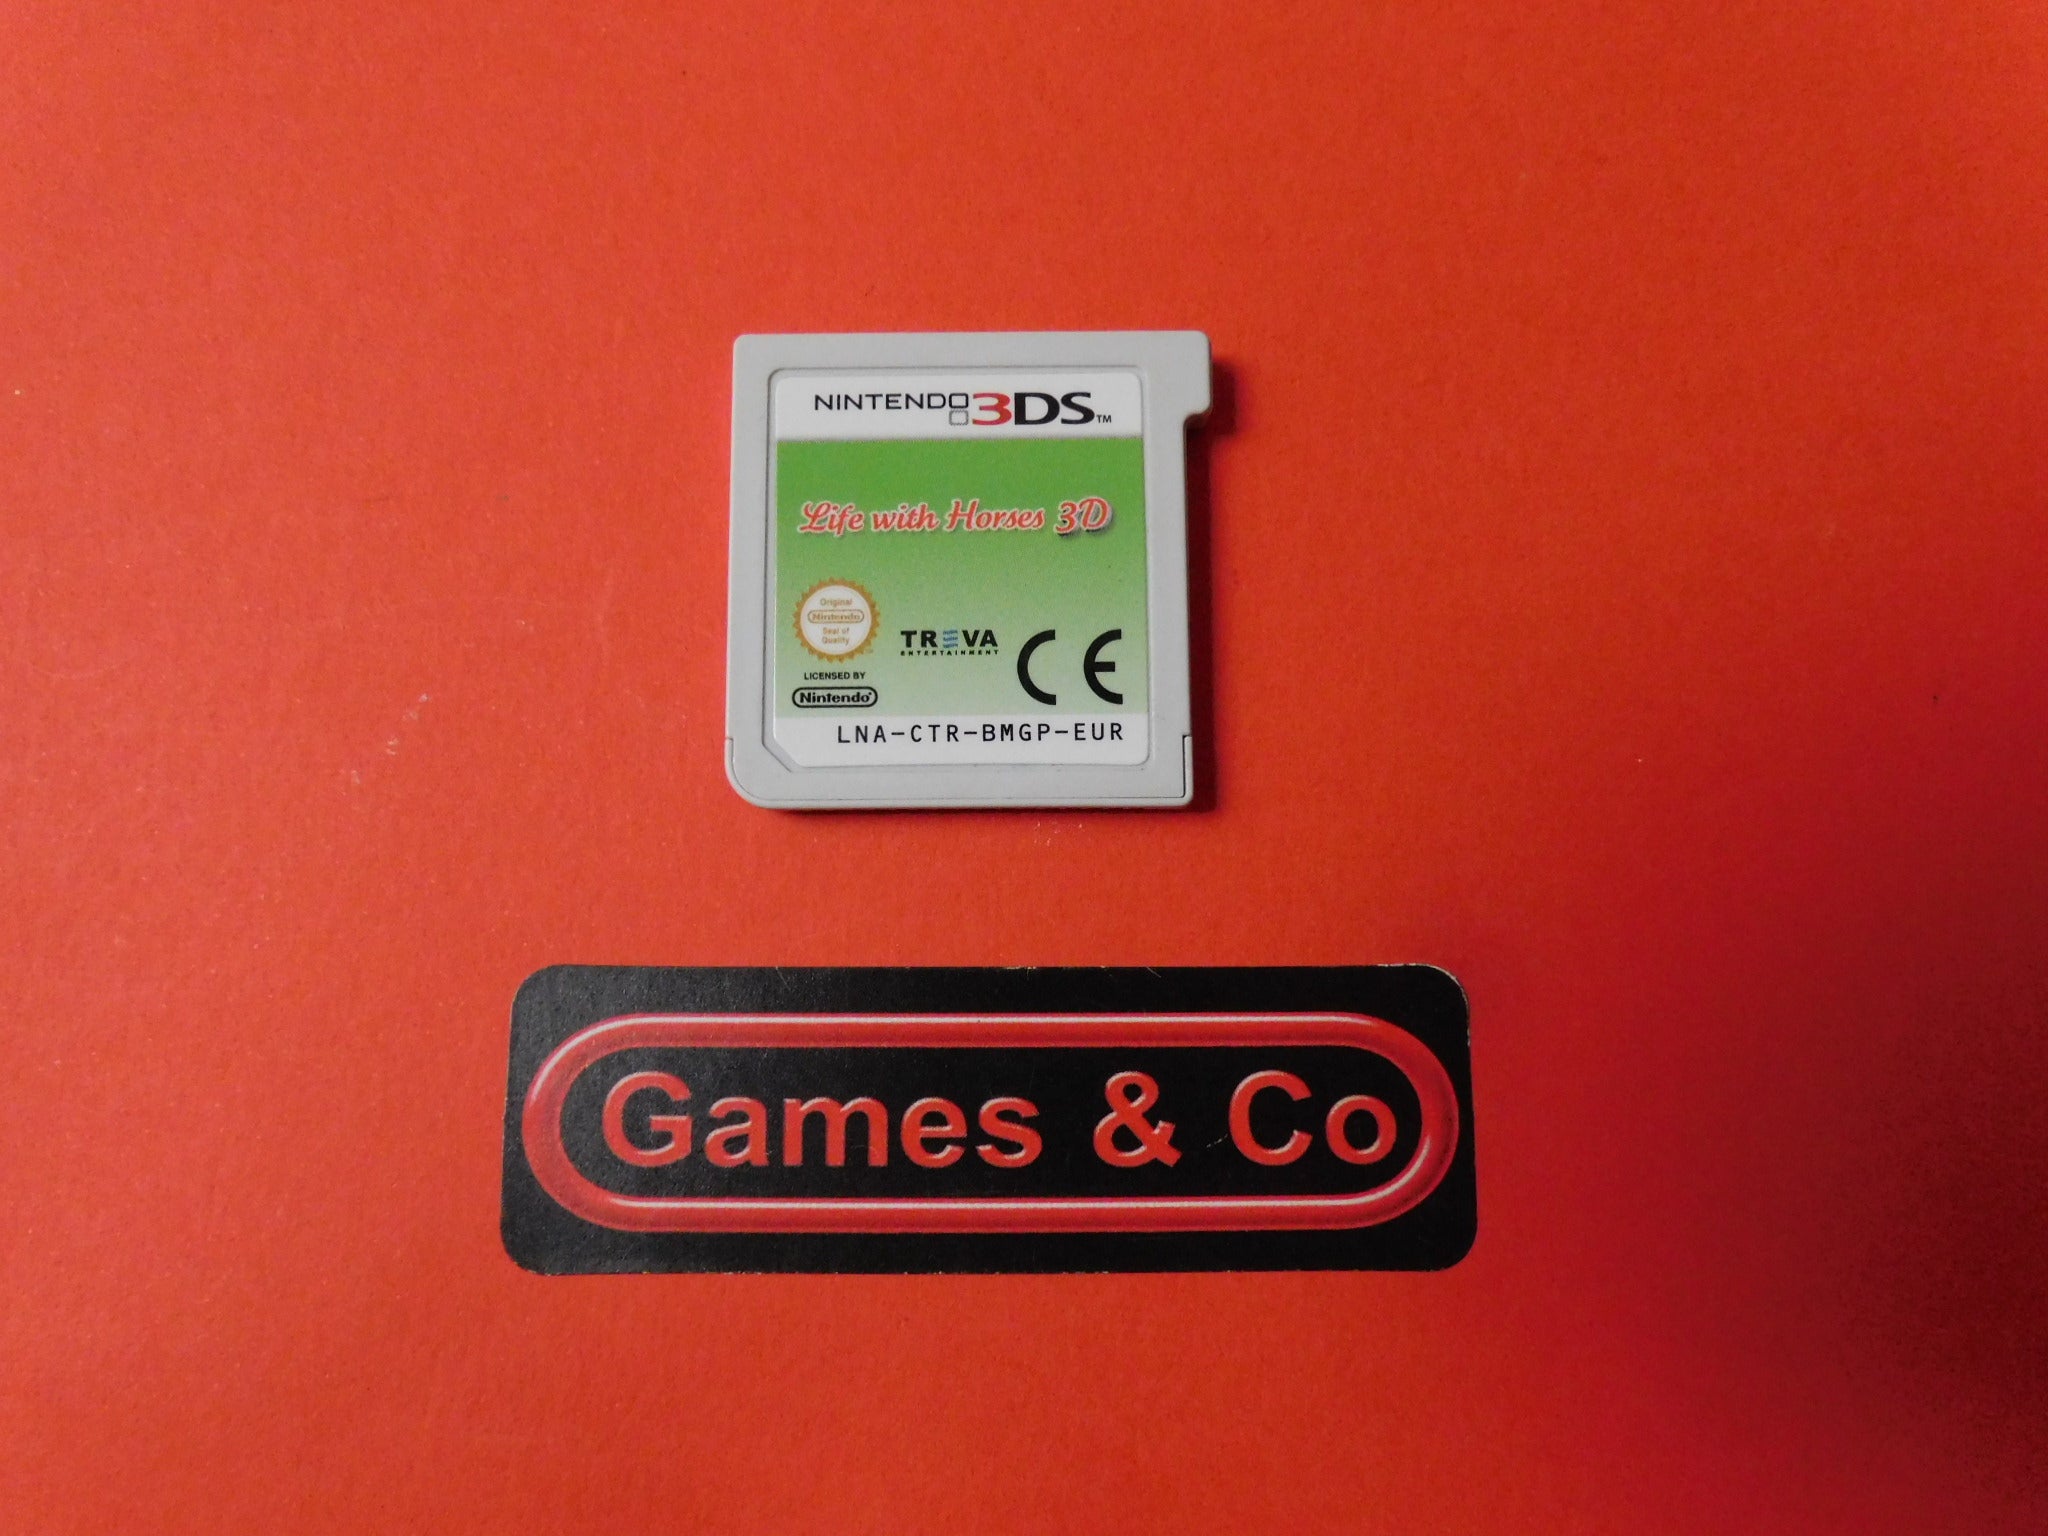 NINTENDO 3DS™
Life with Horses 3D
Original
Nintendo
Seal of
Quality
TREVA
ENTERTAINMENT
CE
LICENSED BY
Nintendo®
LNA-CTR-BMGP-EUR
Games & Co